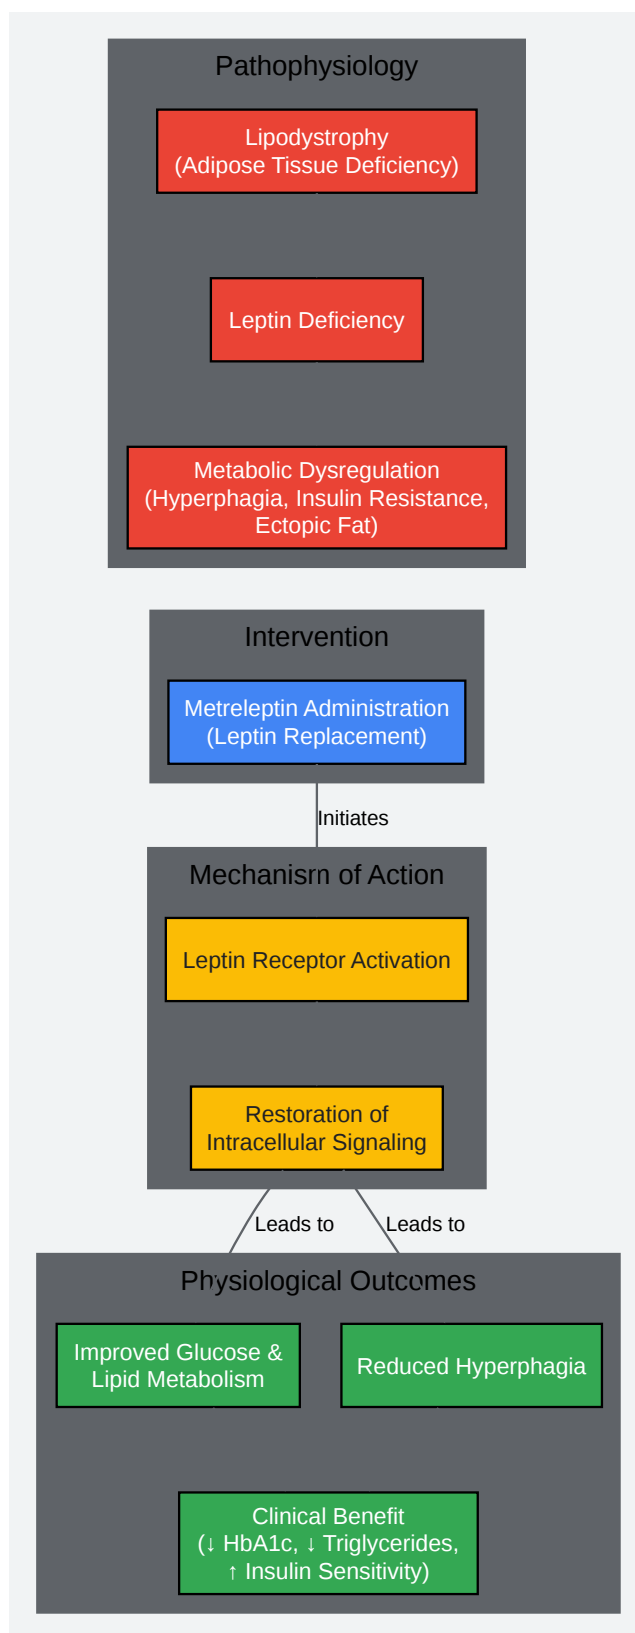 Pathophysiology
Lipodystrophy
(Adipose Tissue Deficiency)
Leptin Deficiency
Metabolic Dysregulation
(Hyperphagia, Insulin Resistance,
Ectopic Fat)
Intervention
Metreleptin Administration
(Leptin Replacement)
Initiates
Mechanism of Action
Leptin Receptor Activation
Restoration of
Intracellular Signaling
Leads to
Leads to
Physiological Outcomes
Improved Glucose &
Lipid Metabolism
Reduced Hyperphagia
Clinical Benefit
(↓ HbA1c, ↓ Triglycerides,
↑ Insulin Sensitivity)